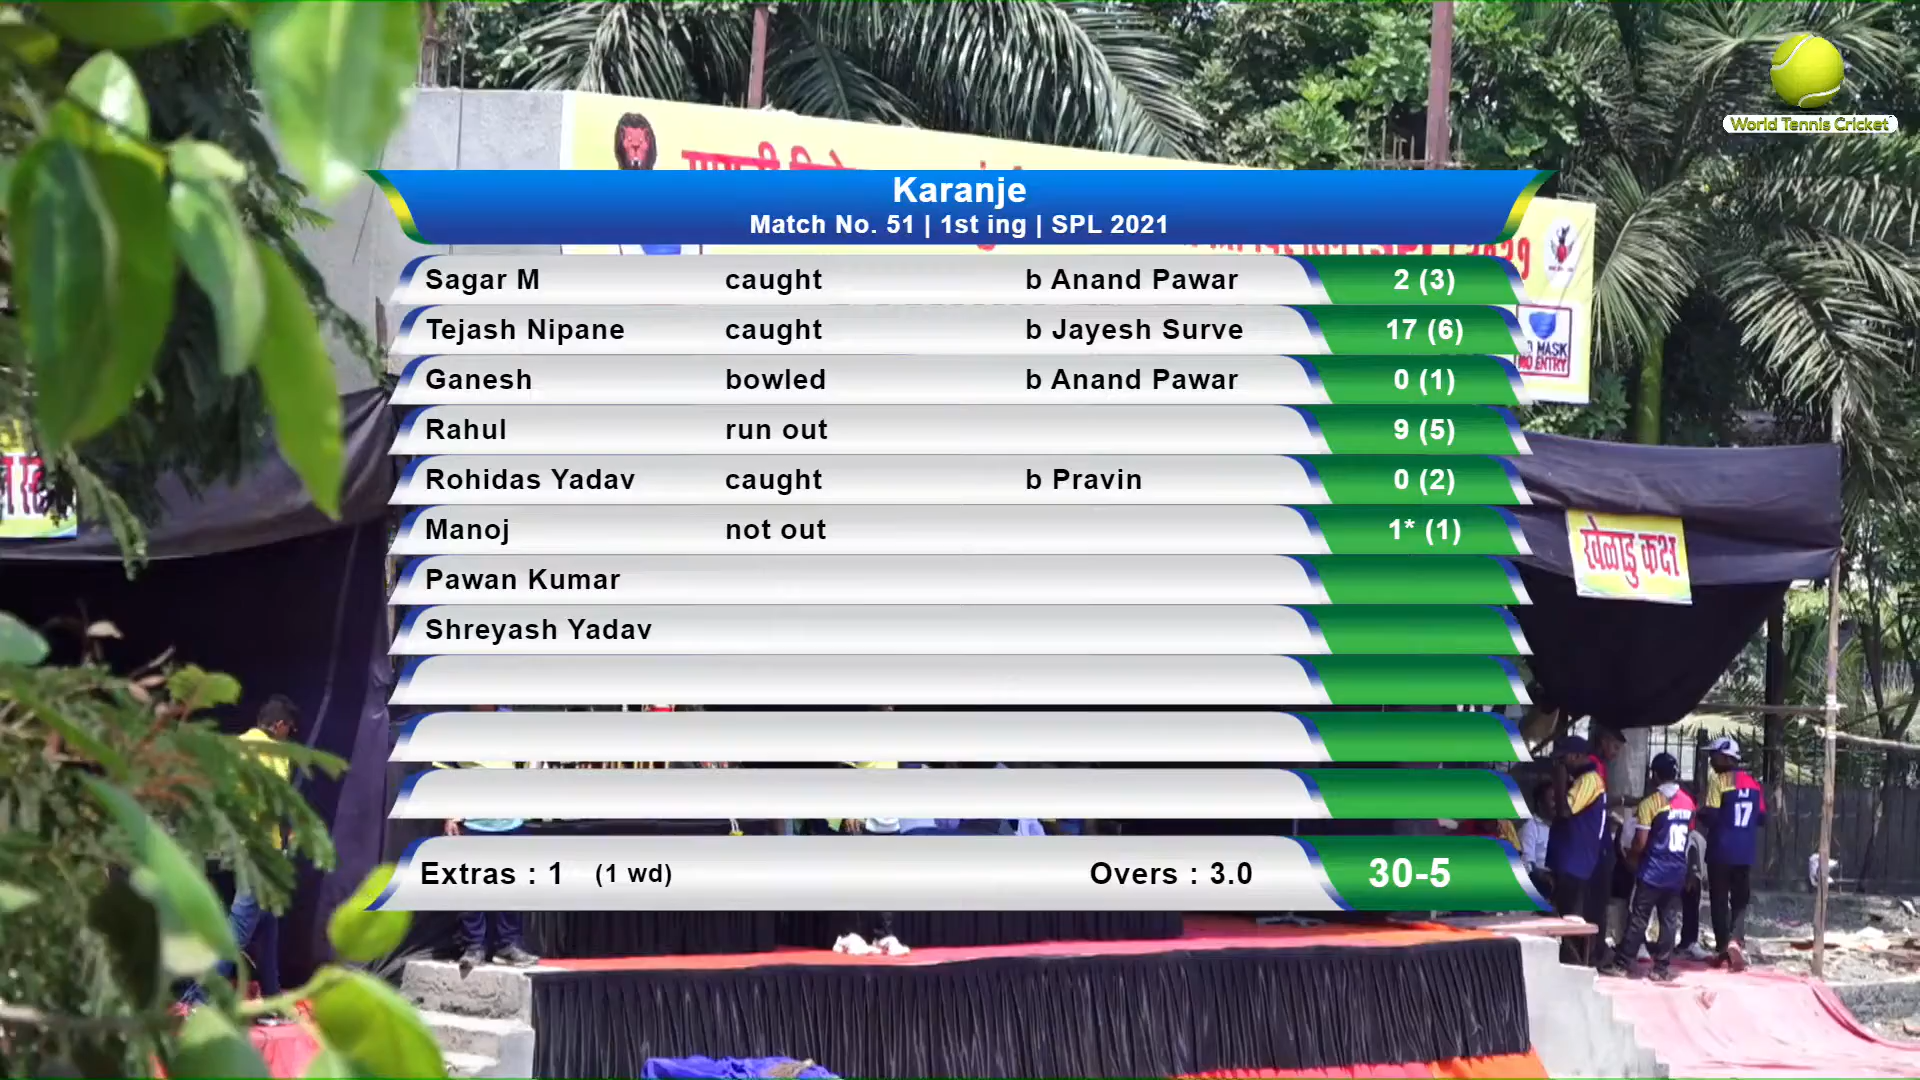 World Tennis Cricket
Karanje
Match No. 51 | 1st ing | SPL 2021
Sagar M caught b Anand Pawar 2 (3)
Tejash Nipane caught b Jayesh Surve 17 (6)
Ganesh bowled b Anand Pawar 0 (1)
MASK
NO ENTRY
Rahul run out 9 (5)
Rohidas Yadav caught b Pravin 0 (2)
Manoj not out 1* (1)
खेळाडु कक्ष
Pawan Kumar
Shreyash Yadav
17
06
Extras : 1 (1 wd) Overs : 3.0 30-5